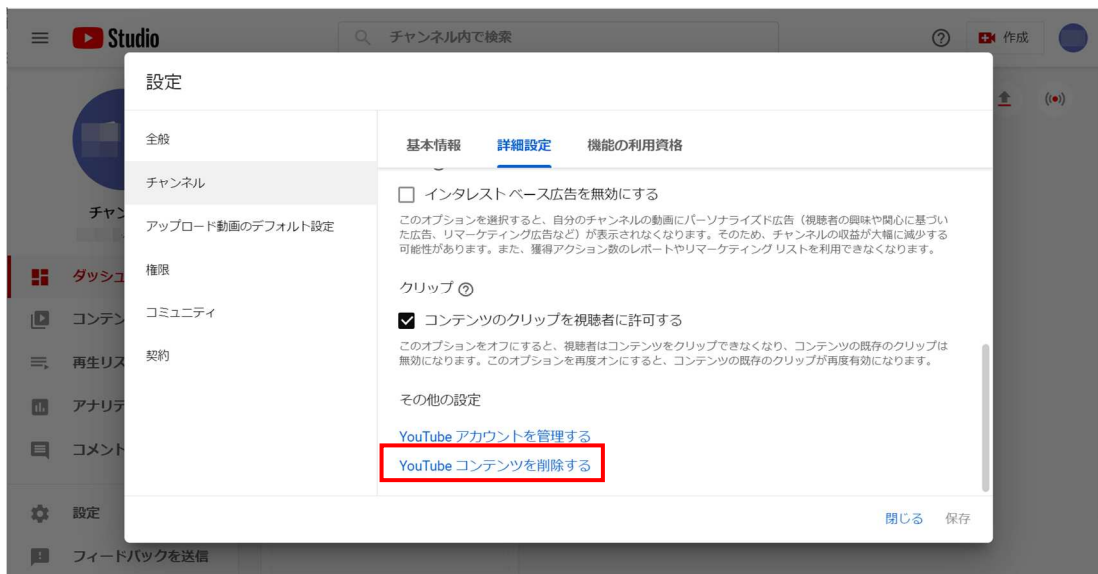 Studio
チャンネル内で検索
作成
設定
全般
チャンネル
アップロード動画のデフォルト設定
権限
コミュニティ
契約
基本情報 詳細設定 機能の利用資格
インタレスト ベース広告を無効にする
このオプションを選択すると、自分のチャンネルの動画にパーソナライズド広告（視聴者の興味や関心に基づい
た広告、リマーケティング広告など）が表示されなくなります。そのため、チャンネルの収益が大幅に減少する
可能性があります。また、獲得アクション数のレポートやリマーケティング リストを利用できなくなります。
クリップ
コンテンツのクリップを視聴者に許可する
このオプションをオフにすると、視聴者はコンテンツをクリップできなくなり、コンテンツの既存のクリップは
無効になります。このオプションを再度オンにすると、コンテンツの既存のクリップが再度有効になります。
その他の設定
YouTube アカウントを管理する
YouTube コンテンツを削除する
閉じる 保存
チャン
ダッシュ
コンテン
再生リス
アナリテ
コメント
設定
フィードバックを送信